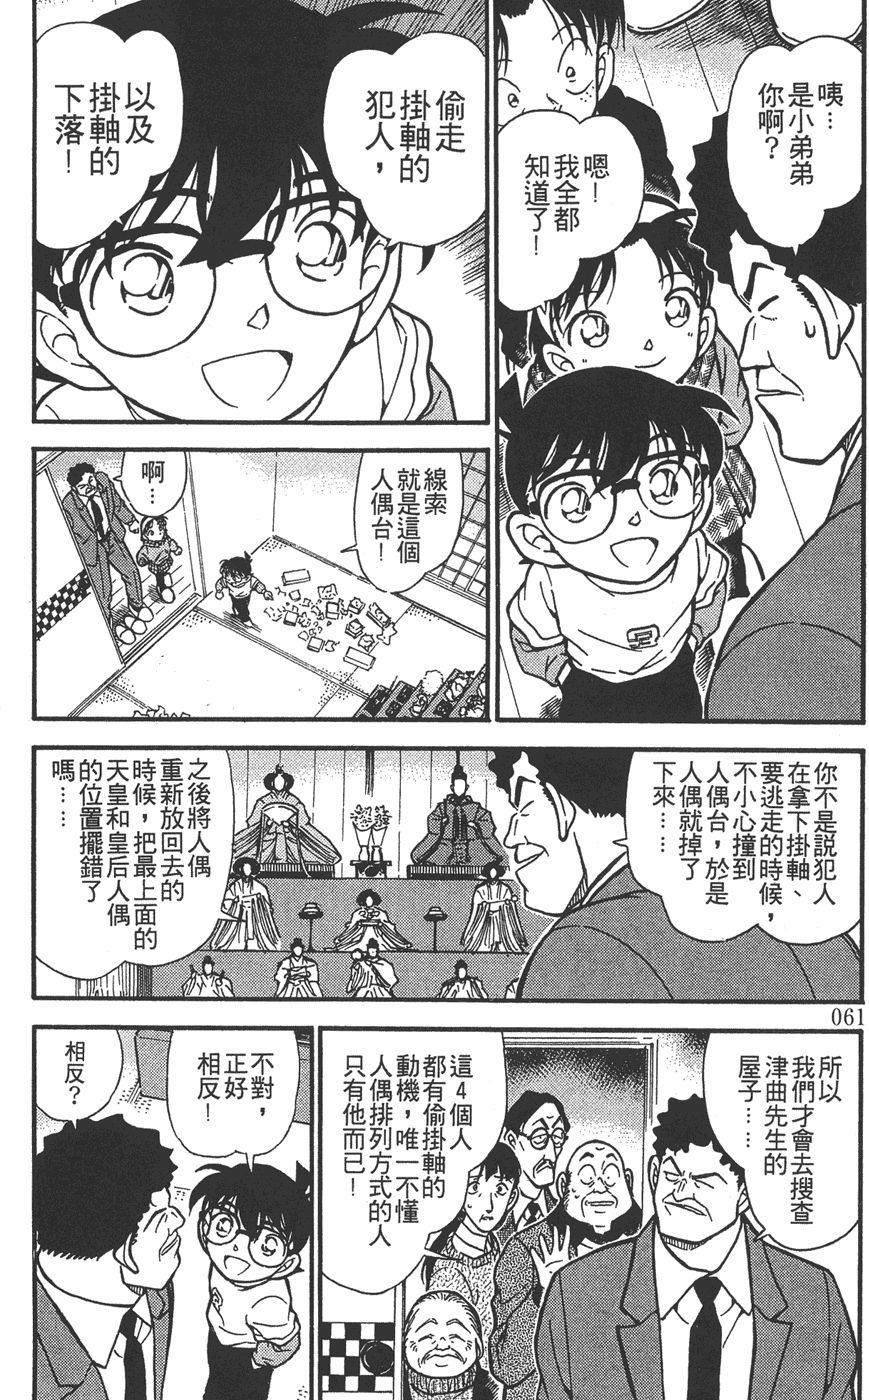 咦…
是小弟弟
你啊？
嗯！
我全都
知道了！
偷走
掛軸的
犯人，
以及
掛軸的
下落！
線索
就是這個
人偶台！
啊…
你不是說犯人
在拿下掛軸、
要逃走的時候，
不小心撞到
人偶台，於是
人偶就掉了
下來……
之後將人偶
重新放回去的
時候，把最上面的
天皇和皇后人偶
的位置擺錯了
嗎……
061
所以
我們才會去搜查
津曲先生的
屋子……
這4個人
都有偷掛軸的
動機，唯一不懂
人偶排列方式的人
只有他而已！
不對，
正好
相反！
相反？